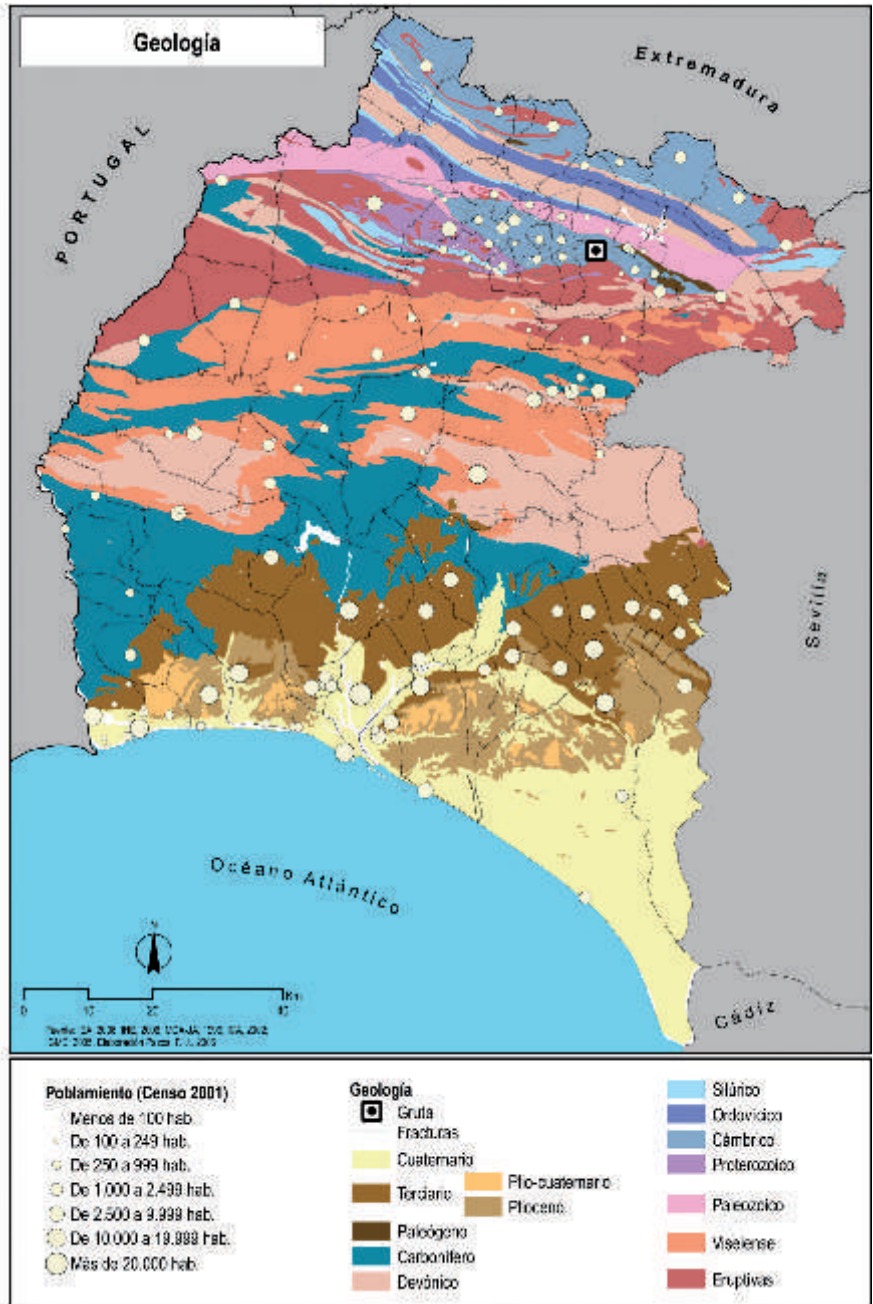 Geología
Extremadura
PORTUGAL
Sevilla
Océano Atlántico
Cádiz
N
0 10 20 40 Km
Poblamiento (Censo 2001)
Menos de 100 hab.
De 100 a 249 hab.
De 250 a 999 hab.
De 1.000 a 2.499 hab.
De 2.500 a 9.999 hab.
De 10.000 a 19.999 hab.
Más de 20.000 hab.
Geología
Gruta
Fracturas
Cuaternario
Terciario
Plio-cuaternario
Plioceno
Paleógeno
Carbonífero
Devónico
Silúrico
Ordovícico
Cámbrico
Proterozoico
Paleozoico
Viselense
Eruptivas